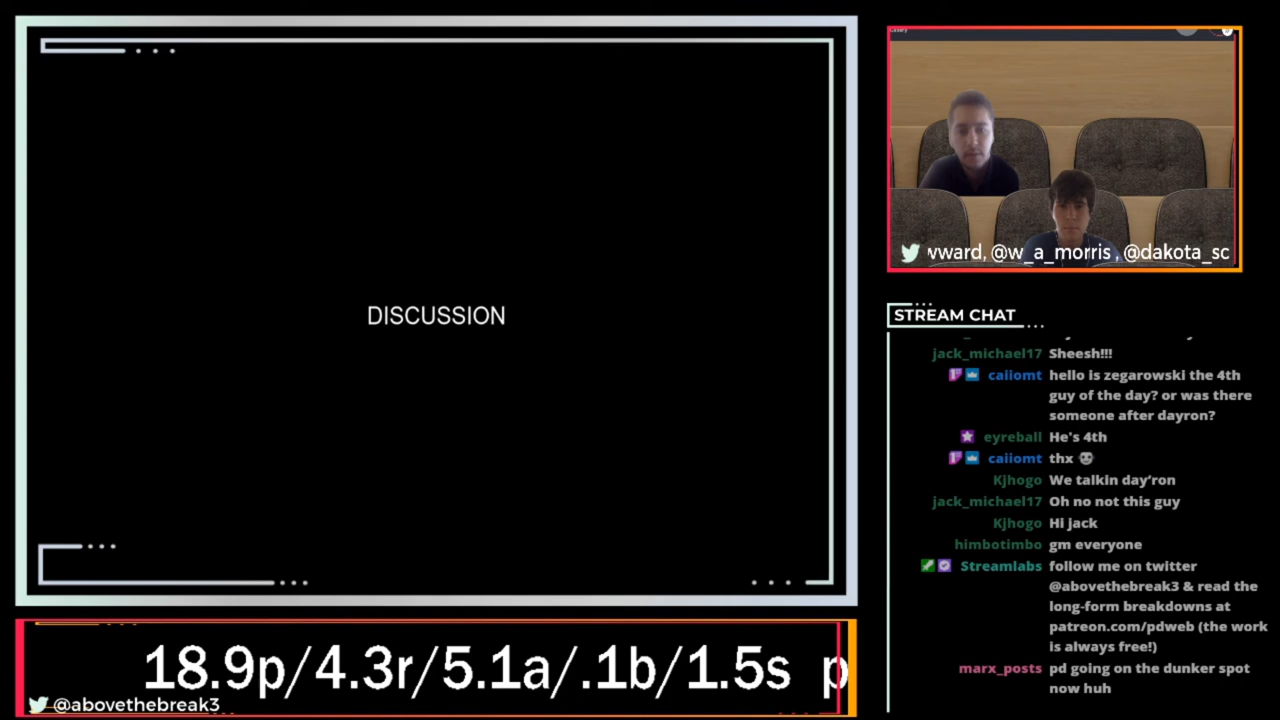 DISCUSSION
18.9p/4.3r/5.1a/.1b/1.5s p
@abovethebreak3
wward, @w_a_morris , @dakota_sc
STREAM CHAT
jack_michael17 Sheesh!!!
caiiomt hello is zegarowski the 4th
guy of the day? or was there
someone after dayron?
eyreball He's 4th
caiiomt thx
Kjhogo We talkin day'ron
jack_michael17 Oh no not this guy
Kjhogo Hi jack
himbotimbo gm everyone
Streamlabs follow me on twitter
@abovethebreak3 & read the
long-form breakdowns at
patreon.com/pdweb (the work
is always free!)
marx_posts pd going on the dunker spot
now huh